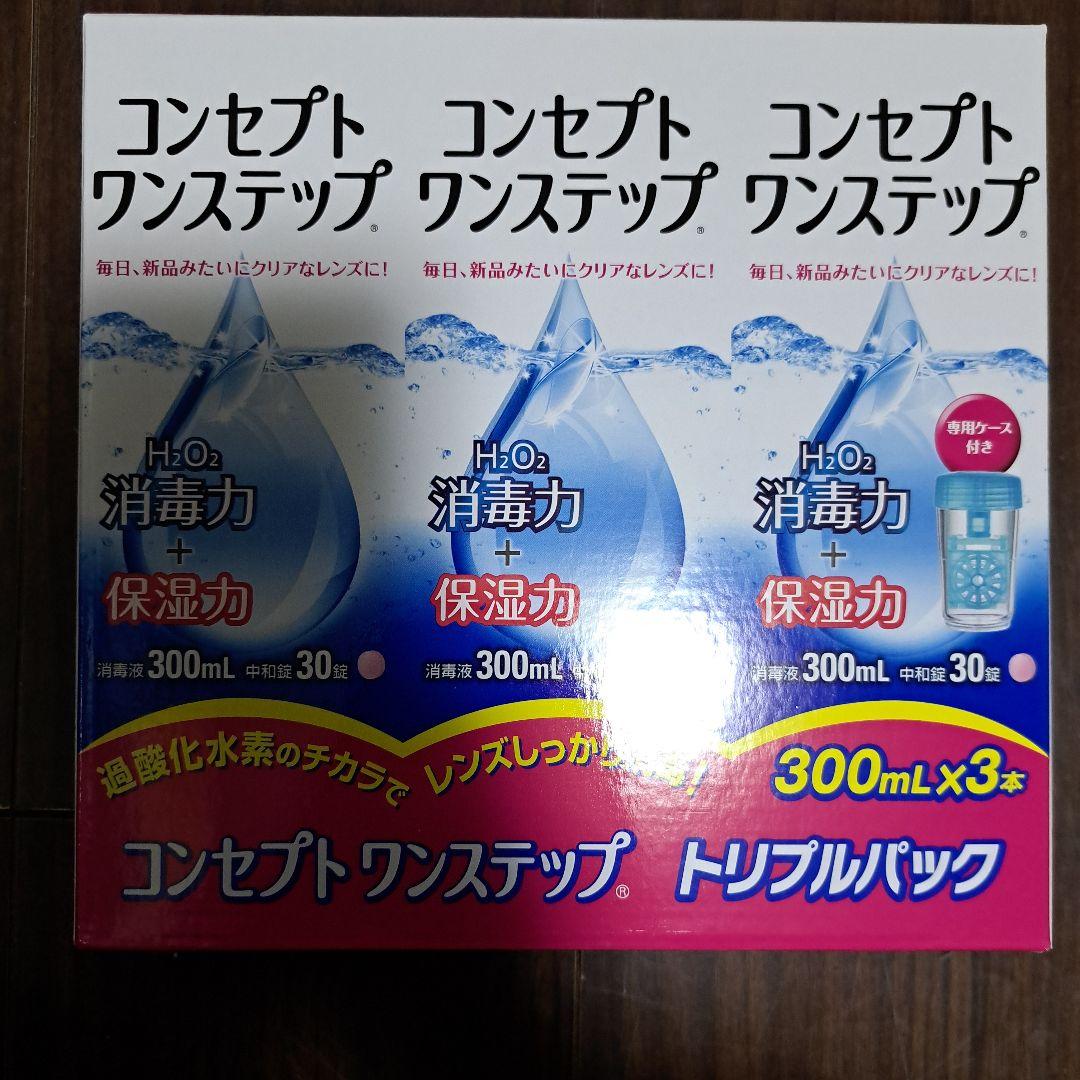 コンセプト
ワンステップ®
毎日、新品みたいにクリアなレンズに!
H₂O₂
消毒力
+
保湿力
消毒液 300mL 中和錠 30錠
コンセプト
ワンステップ®
毎日、新品みたいにクリアなレンズに!
H₂O₂
消毒力
+
保湿力
消毒液 300mL 中
コンセプト
ワンステップ®
毎日、新品みたいにクリアなレンズに!
専用ケース
付き
H₂O₂
消毒力
+
保湿力
消毒液 300mL 中和錠 30錠
過酸化水素のチカラで レンズしっかり !
300mL×3本
コンセプト ワンステップ® トリプルパック